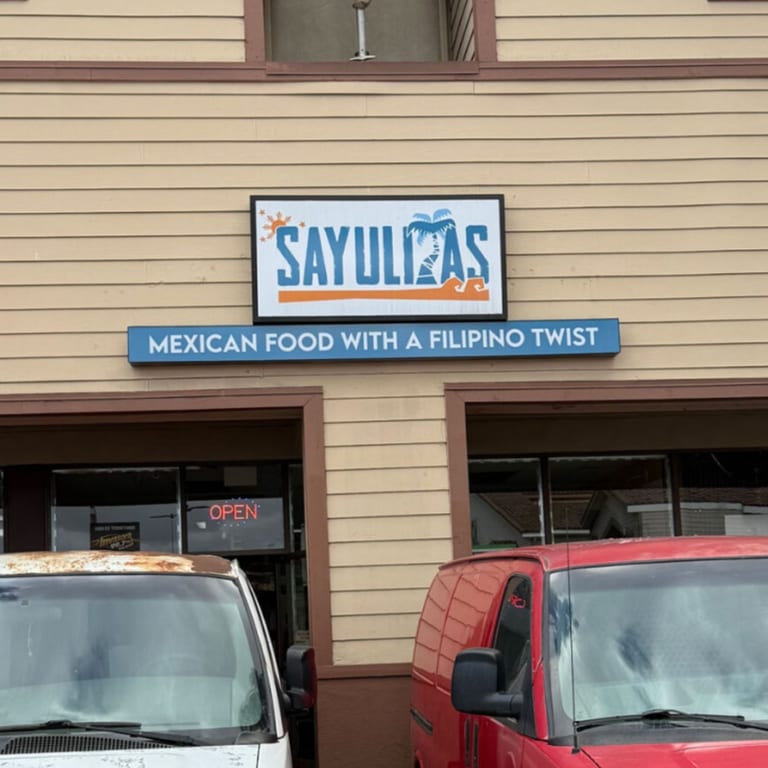 SAYULITAS
MEXICAN FOOD WITH A FILIPINO TWIST
OPEN